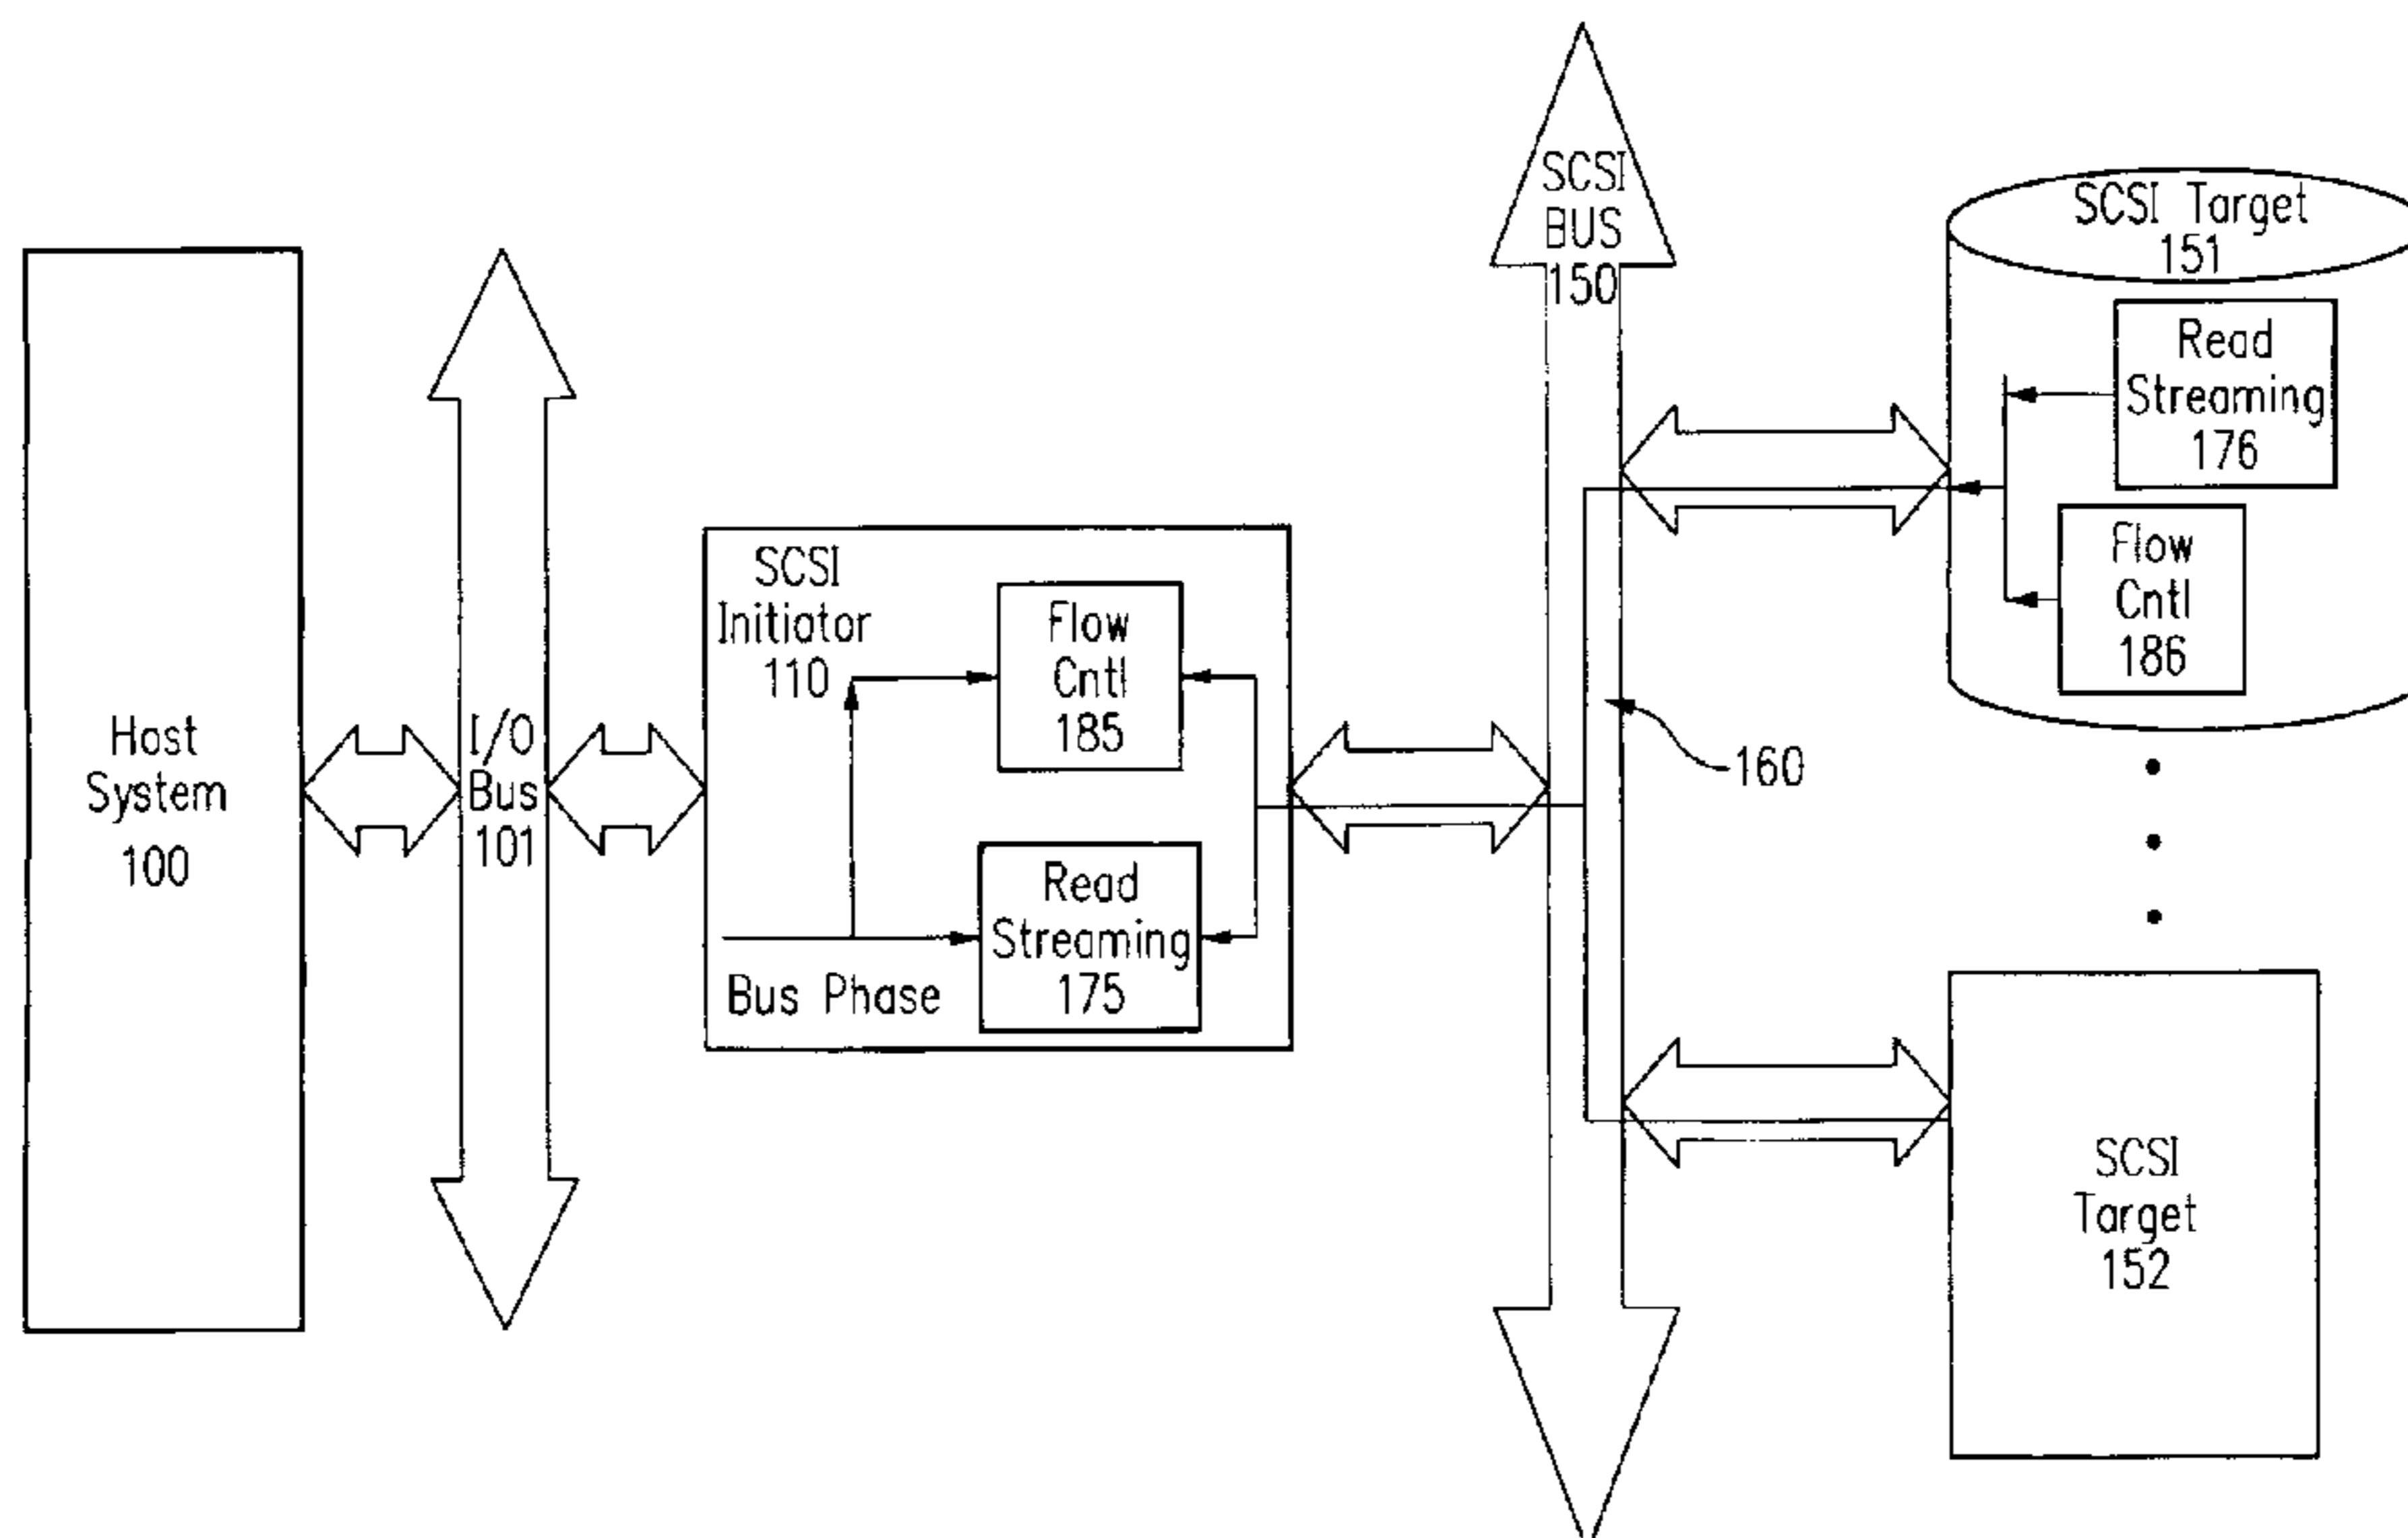 Host
System
100
I/O
Bus
101
SCSI
Initiator
110
Flow
Cntl
185
Read
Streaming
175
Bus Phase
SCSI
BUS
150
160
SCSI Target
151
Read
Streaming
176
Flow
Cntl
186
SCSI
Target
152